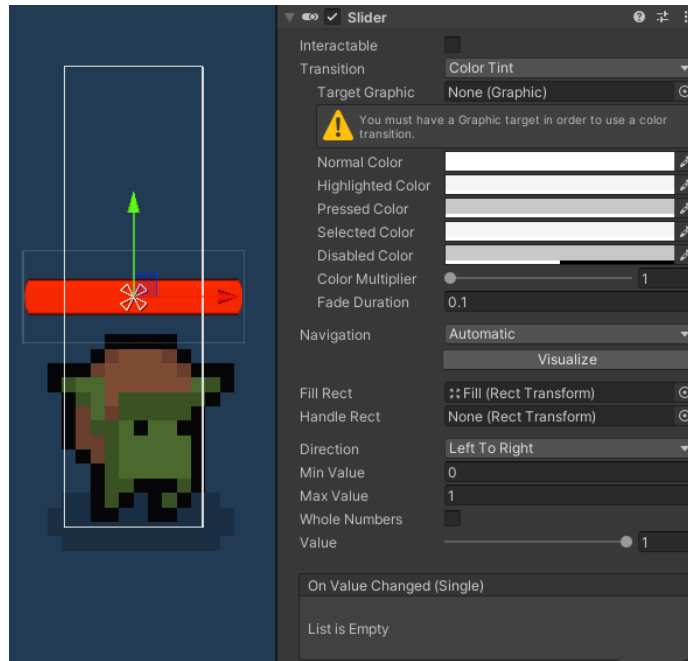 Slider
Interactable
Transition Color Tint
Target Graphic None (Graphic)
You must have a Graphic target in order to use a color
transition.
Normal Color
Highlighted Color
Pressed Color
Selected Color
Disabled Color
Color Multiplier 1
Fade Duration 0.1
Navigation Automatic
Visualize
Fill Rect Fill (Rect Transform)
Handle Rect None (Rect Transform)
Direction Left To Right
Min Value 0
Max Value 1
Whole Numbers
Value 1
On Value Changed (Single)
List is Empty